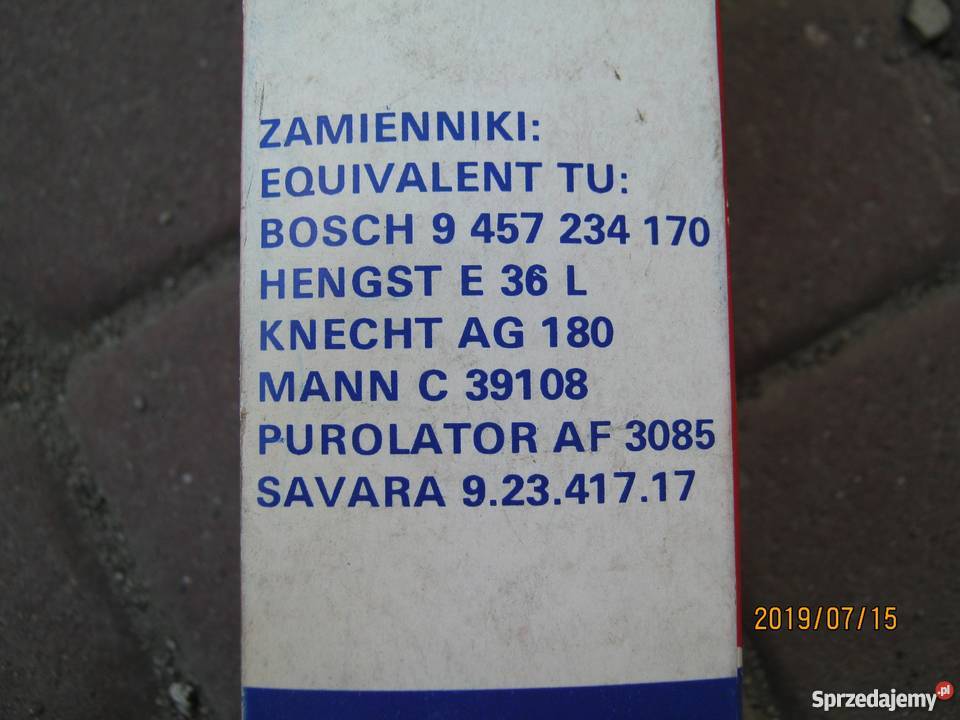 ZAMIENNIKI:
EQUIVALENT TU:
BOSCH 9 457 234 170
HENGST E 36 L
KNECHT AG 180
MANN C 39108
PUROLATOR AF 3085
SAVARA 9.23.417.17
2019/07/15
Sprzedajemy.pl